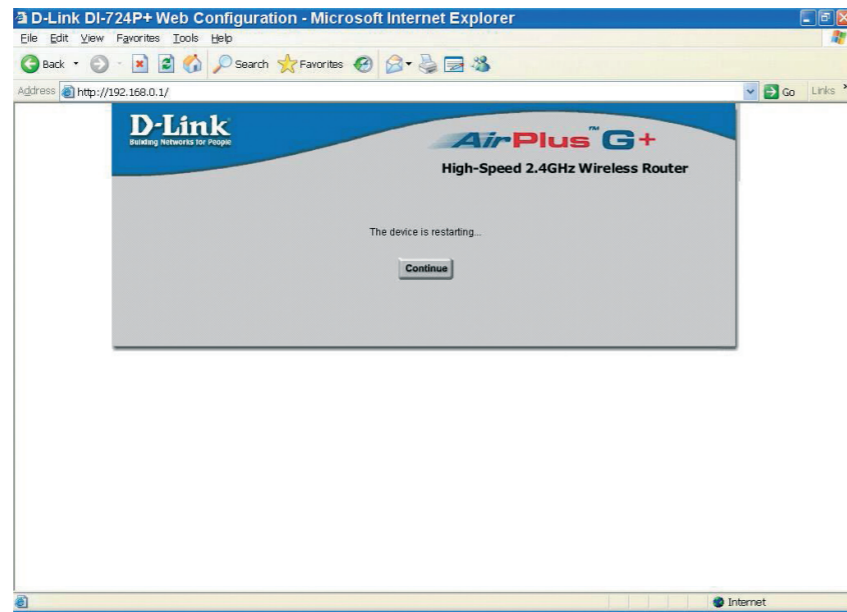 D-Link DI-724P+ Web Configuration - Microsoft Internet Explorer
File Edit View Favorites Tools Help
Back Search Favorites
Address http://192.168.0.1/ Go Links »
D-Link
Building Networks for People
AirPlus™ G+
High-Speed 2.4GHz Wireless Router
The device is restarting...
Continue
Internet